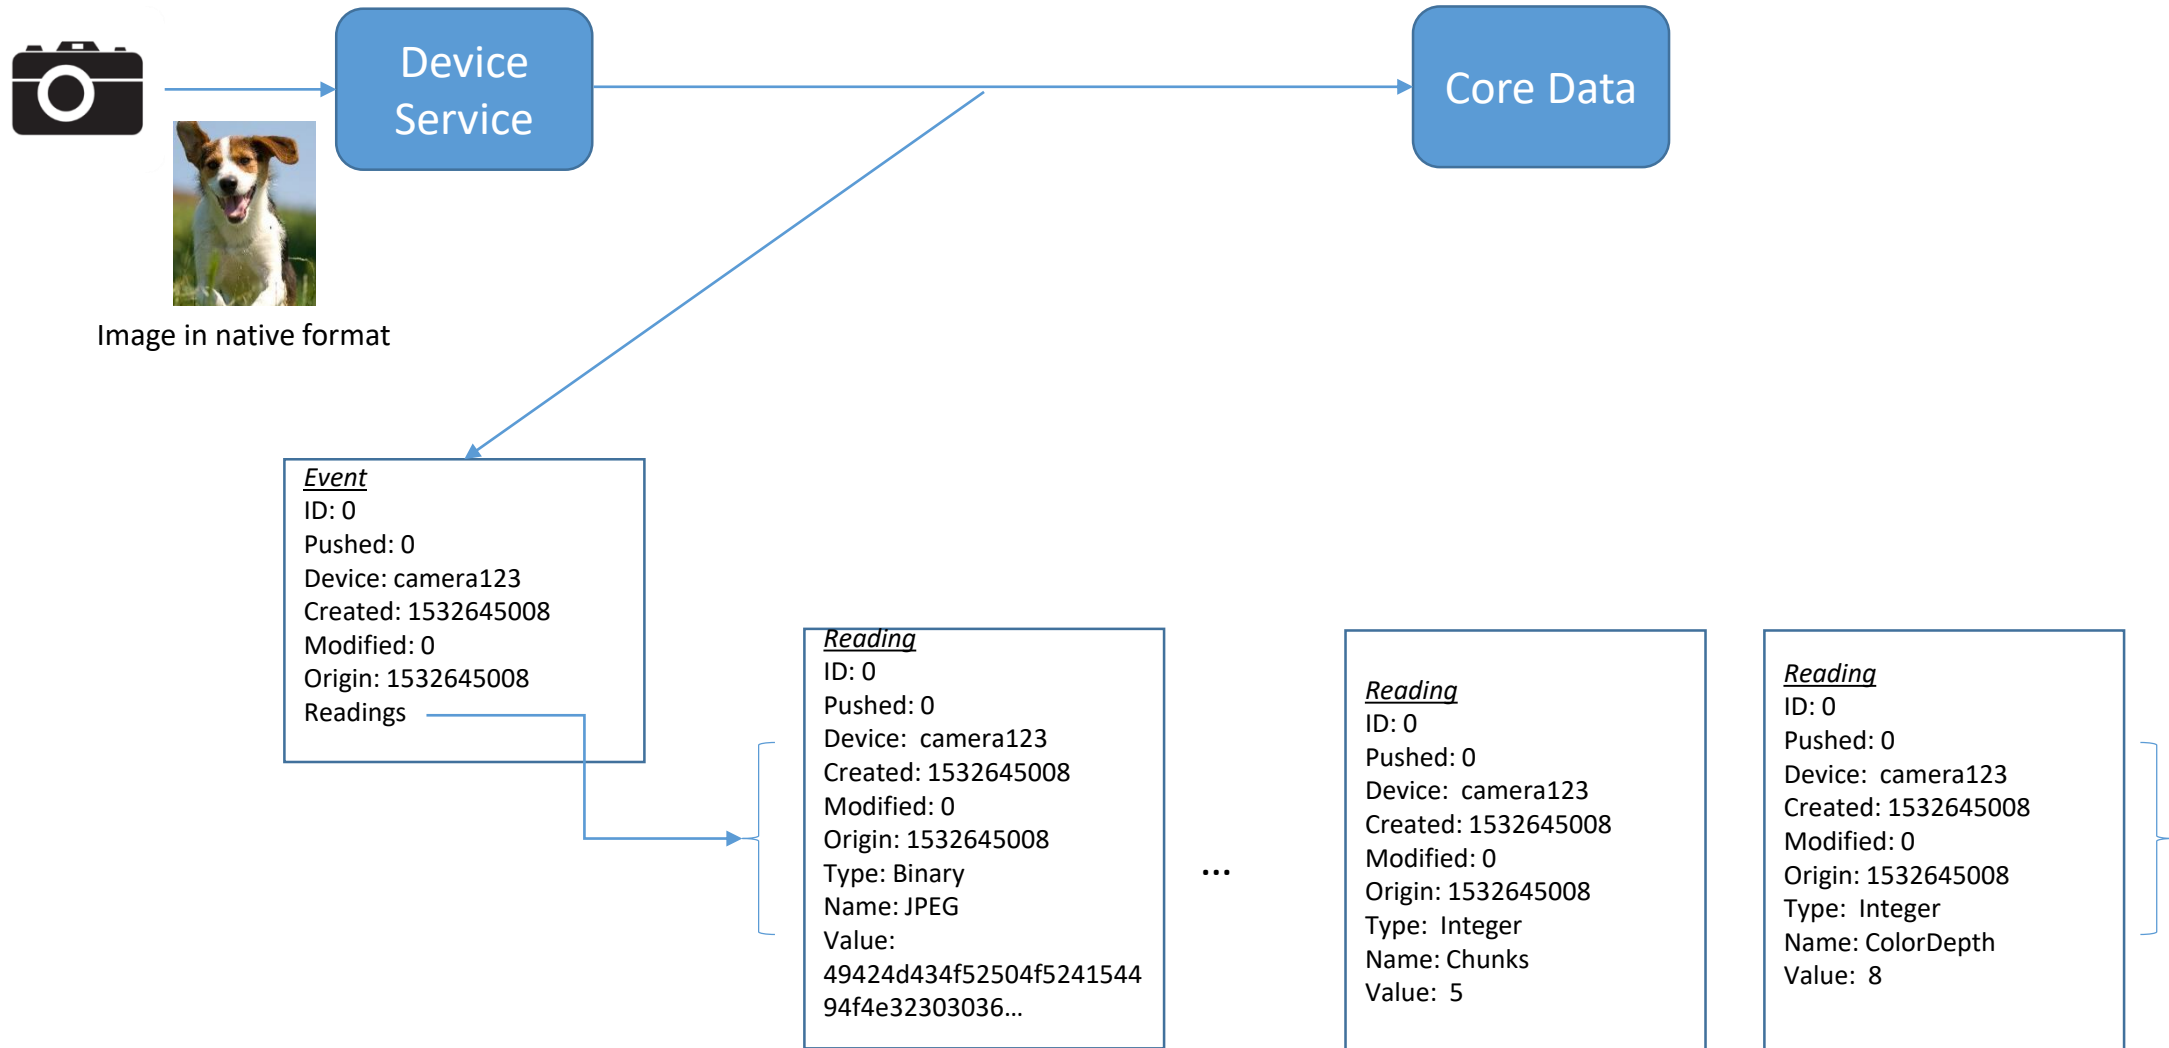 Device
Service
Core Data
Image in native format
Event
ID: 0
Pushed: 0
Device: camera123
Created: 1532645008
Modified: 0
Origin: 1532645008
Readings
Reading
ID: 0
Pushed: 0
Device:  camera123
Created: 1532645008
Modified: 0
Origin: 1532645008
Type: Binary
Name: JPEG
Value:
49424d434f52504f5241544
94f4e32303036…
...
Reading
ID: 0
Pushed: 0
Device:  camera123
Created: 1532645008
Modified: 0
Origin: 1532645008
Type:  Integer
Name: Chunks
Value:  5
Reading
ID: 0
Pushed: 0
Device:  camera123
Created: 1532645008
Modified: 0
Origin: 1532645008
Type:  Integer
Name: ColorDepth
Value:  8